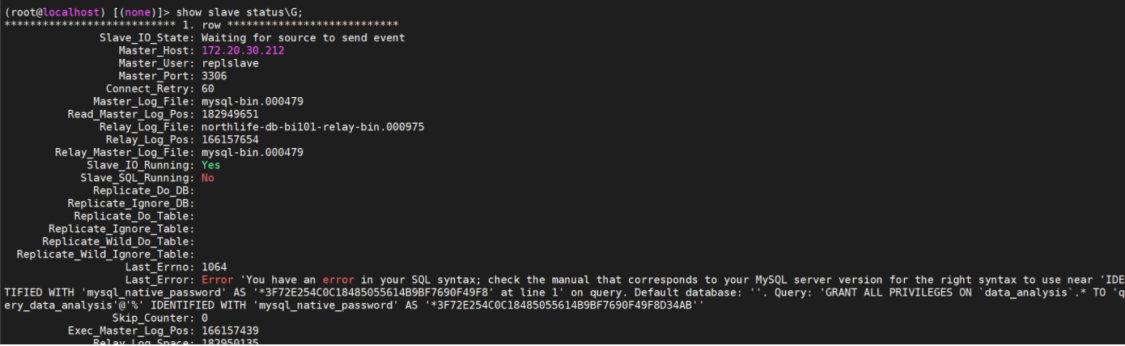 (root@localhost) [(none)]> show slave status\G;
*************************** 1. row ***************************
Slave_IO_State: Waiting for source to send event
Master_Host: 172.20.30.212
Master_User: replslave
Master_Port: 3306
Connect_Retry: 60
Master_Log_File: mysql-bin.000479
Read_Master_Log_Pos: 182949651
Relay_Log_File: northlife-db-bi101-relay-bin.000975
Relay_Log_Pos: 166157654
Relay_Master_Log_File: mysql-bin.000479
Slave_IO_Running: Yes
Slave_SQL_Running: No
Replicate_Do_DB:
Replicate_Ignore_DB:
Replicate_Do_Table:
Replicate_Ignore_Table:
Replicate_Wild_Do_Table:
Replicate_Wild_Ignore_Table:
Last_Errno: 1064
Last_Error: Error 'You have an error in your SQL syntax; check the manual that corresponds to your MySQL server version for the right syntax to use near 'IDE
TIFIED WITH 'mysql_native_password' AS '*3F72E254C0C18485055614B9BF7690F49F8' at line 1' on query. Default database: ''. Query: 'GRANT ALL PRIVILEGES ON `data_analysis`.* TO 'q
ery_data_analysis'@'%' IDENTIFIED WITH 'mysql_native_password' AS '*3F72E254C0C18485055614B9BF7690F49F8D34AB''
Skip_Counter: 0
Exec_Master_Log_Pos: 166157439
Relay_Log_Space: 182950135